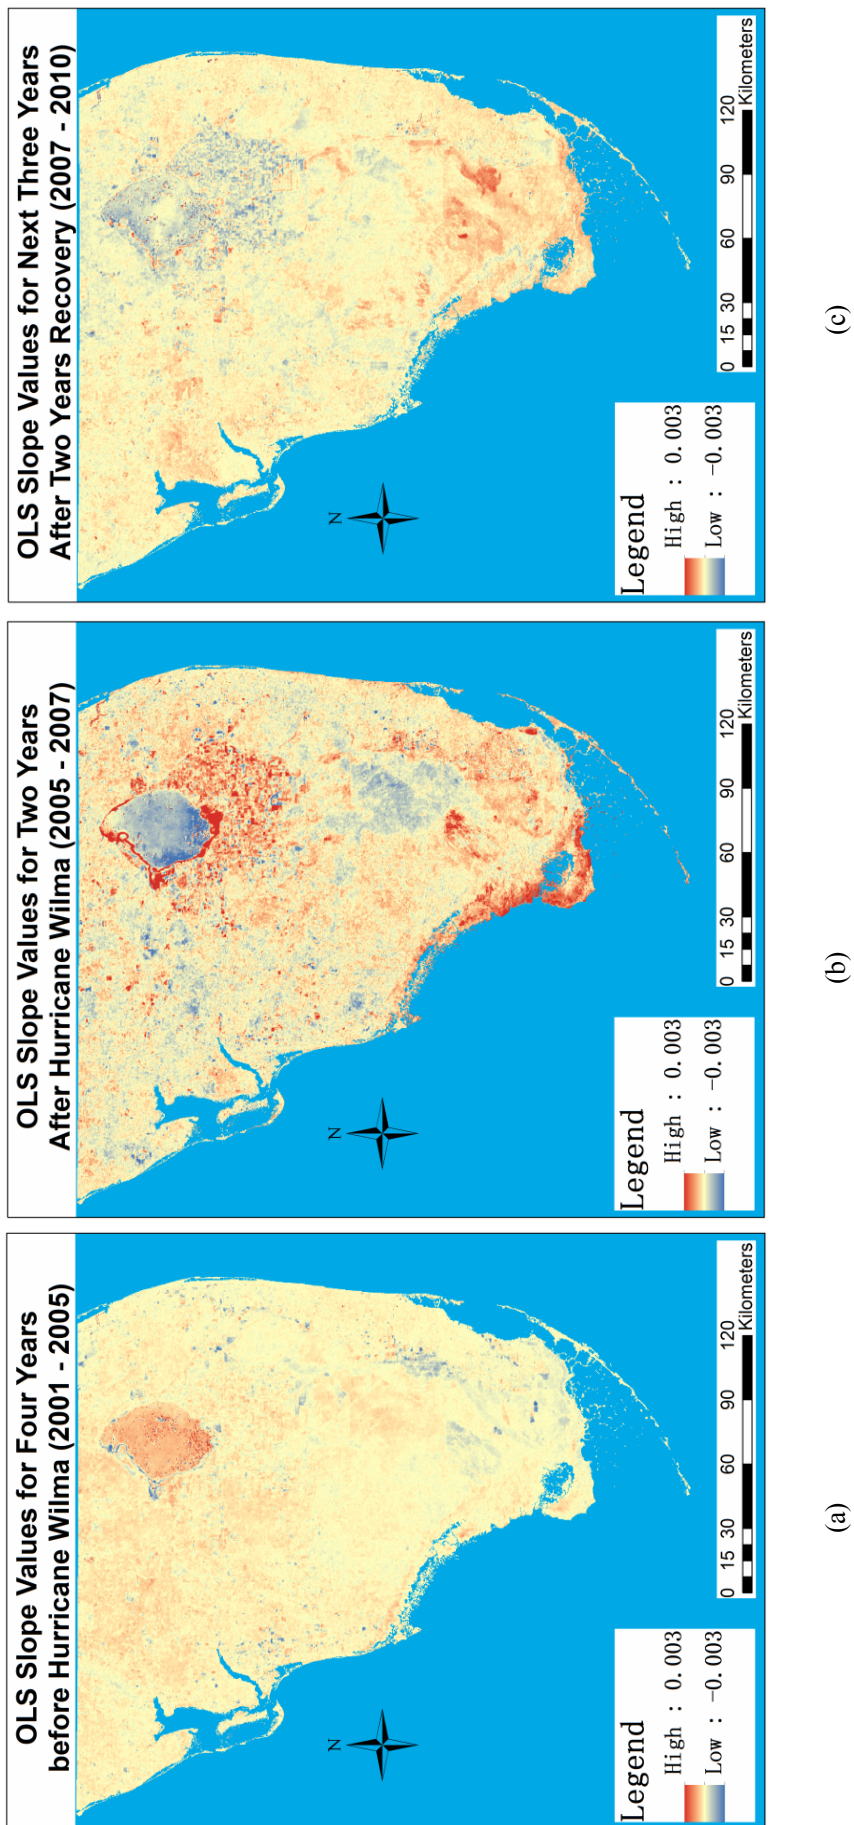 OLS Slope Values for Four Years
before Hurricane Wilma (2001 - 2005)
N
Legend
High : 0.003
Low : -0.003
0 15 30 60 90 120
Kilometers
(a)
OLS Slope Values for Two Years
After Hurricane Wilma (2005 - 2007)
N
Legend
High : 0.003
Low : -0.003
0 15 30 60 90 120
Kilometers
(b)
OLS Slope Values for Next Three Years
After Two Years Recovery (2007 - 2010)
N
Legend
High : 0.003
Low : -0.003
0 15 30 60 90 120
Kilometers
(c)